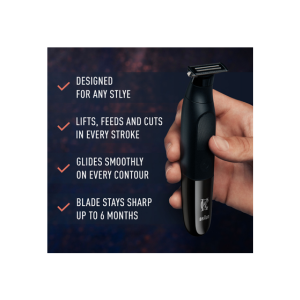 DESIGNED
FOR ANY STLYE
LIFTS, FEEDS AND CUTS
IN EVERY STROKE
GLIDES SMOOTHLY
ON EVERY CONTOUR
BLADE STAYS SHARP
UP TO 6 MONTHS
BRAUN